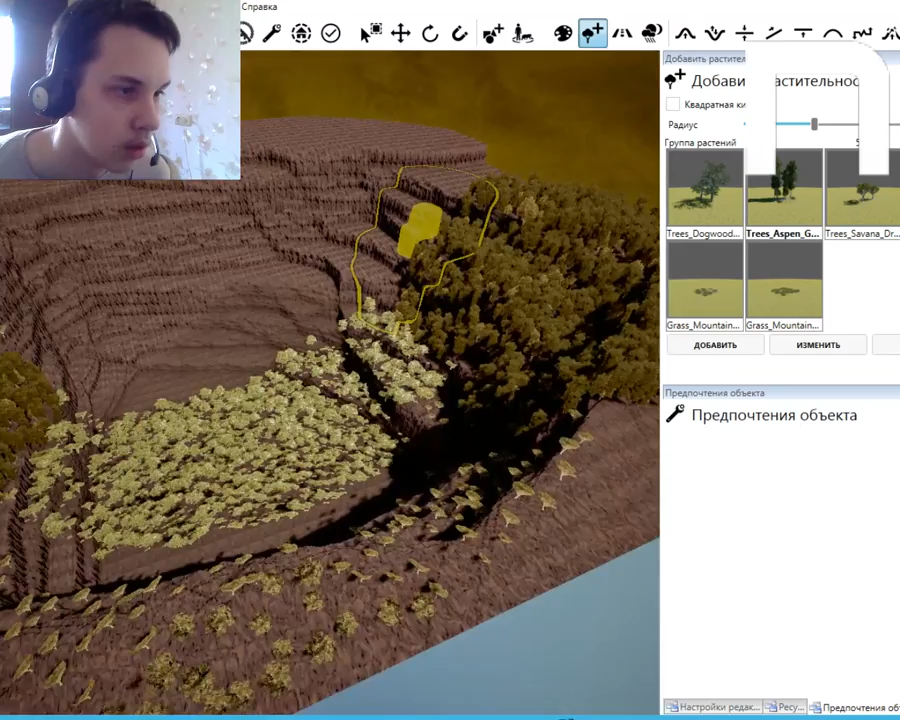 Справка
Добавить растител
Добави
астительнос
Квадратная ки
Радиус
Группа растений
Trees_Dogwood...
Trees_Aspen_G...
Trees_Savana_Dr...
Grass_Mountain...
Grass_Mountain...
ДОБАВИТЬ
ИЗМЕНИТЬ
Предпочтения объекта
Предпочтения объекта
Настройки редак...
Ресу...
Предпочтения об